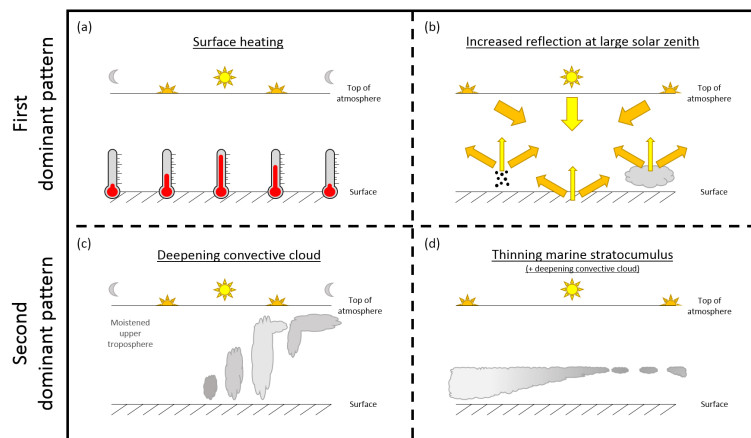 First
dominant pattern
(a)
Surface heating
Top of
atmosphere
Surface
(b)
Increased reflection at large solar zenith
Top of
atmosphere
Surface
Second
dominant pattern
(c)
Deepening convective cloud
Top of
atmosphere
Moistened
upper
troposphere
Surface
(d)
Thinning marine stratocumulus
(+ deepening convective cloud)
Top of
atmosphere
Surface